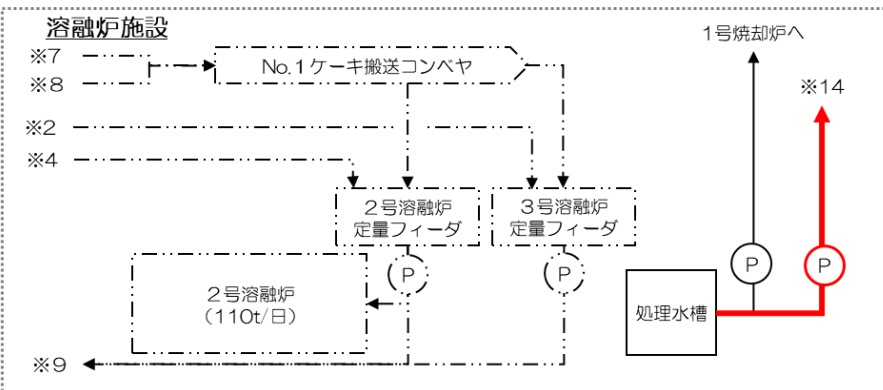 溶融炉施設
※7
※8
No.1ケーキ搬送コンベヤ
1号焼却炉へ
※14
※2
※4
2号溶融炉
定量フィーダ
3号溶融炉
定量フィーダ
P
P
P
P
2号溶融炉
(110t/日)
処理水槽
※9